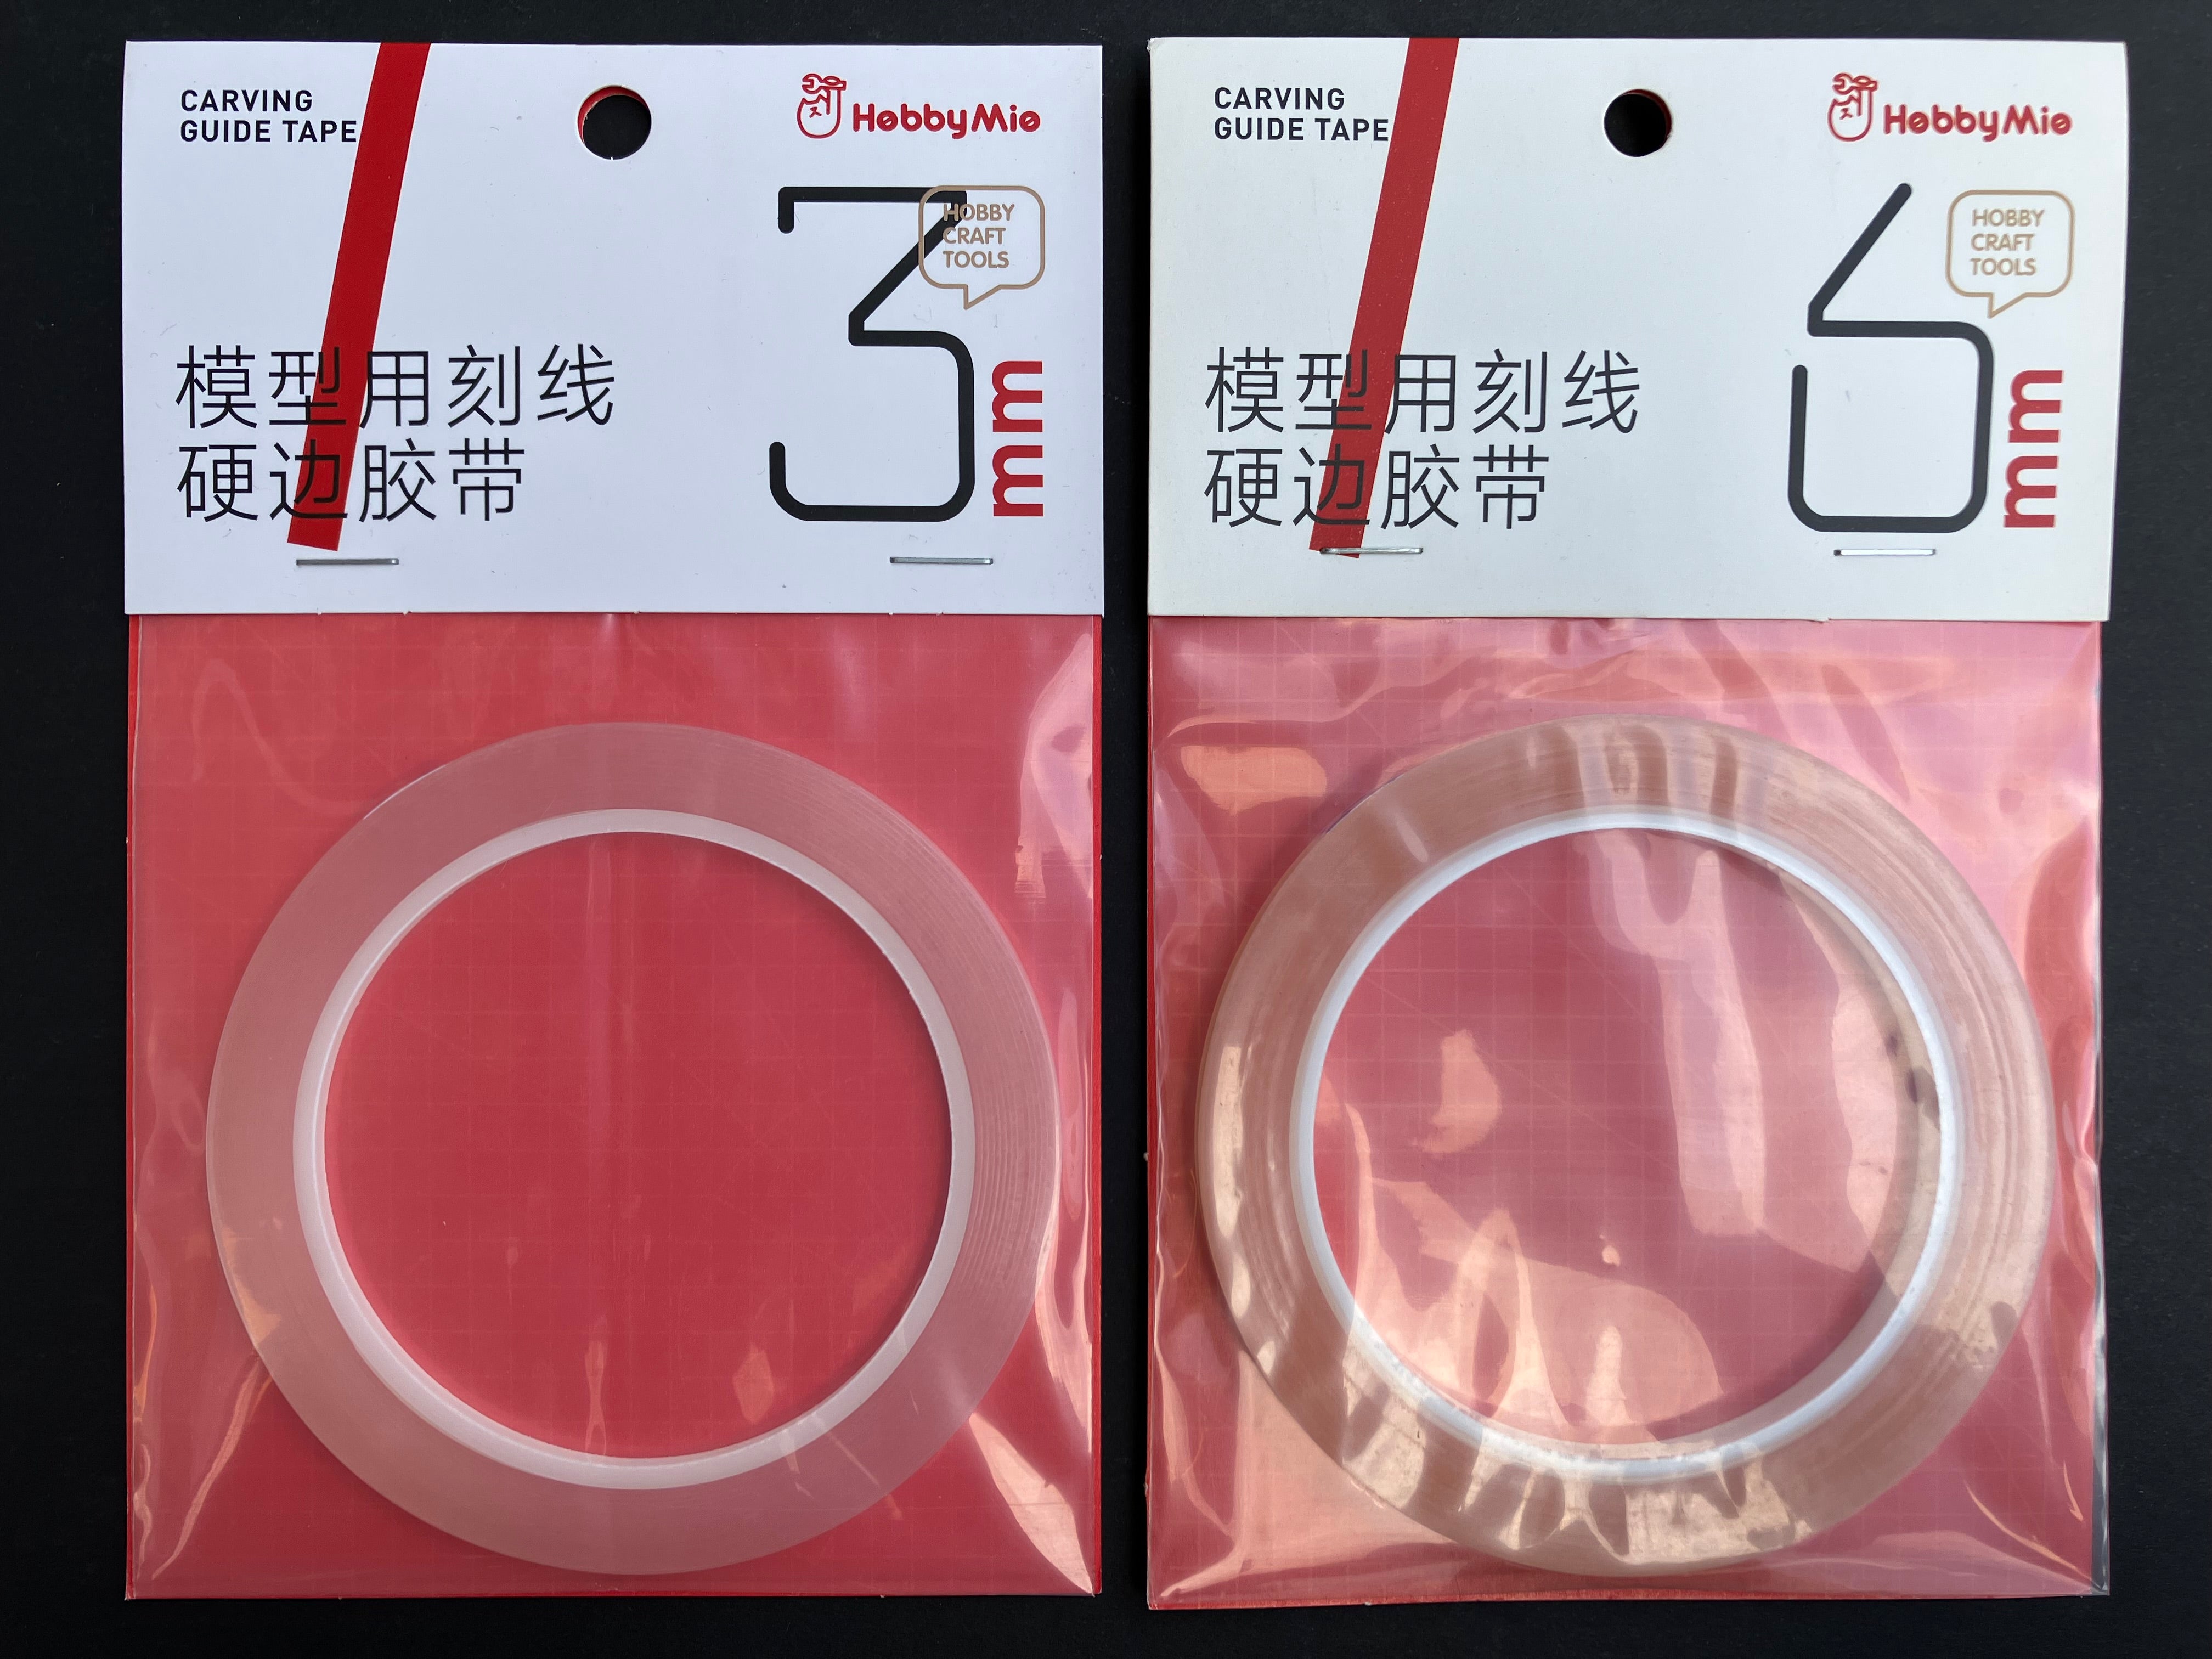 CARVING
GUIDE TAPE
HobbyMio
HOBBY
CRAFT
TOOLS
3
mm
模型用刻线
硬边胶带
CARVING
GUIDE TAPE
HobbyMio
HOBBY
CRAFT
TOOLS
6
mm
模型用刻线
硬边胶带